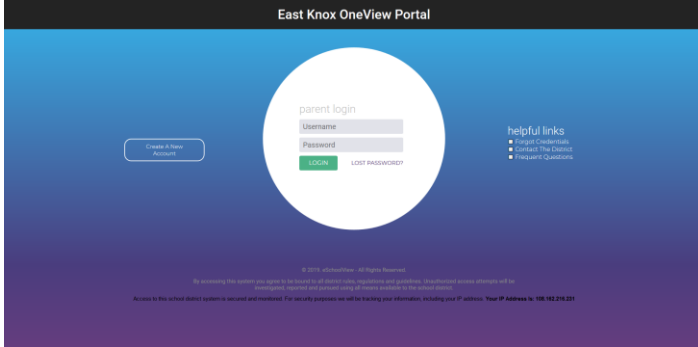 East Knox OneView Portal
parent login
Username
Password
LOGIN
LOST PASSWORD?
Create A New
Account
helpful links
Forgot Credentials
Contact The District
Frequent Questions
© 2019. eSchoolView - All Rights Reserved
By accessing this system you agree to be bound to all district rules, regulations and guidelines. Unauthorized access attempts will be
investigated, reported and pursued using all means available to the school district.
Access to this school district system is secured and monitored. For security purposes we will be tracking your information, including your IP address. Your IP Address Is: 108.162.216.231